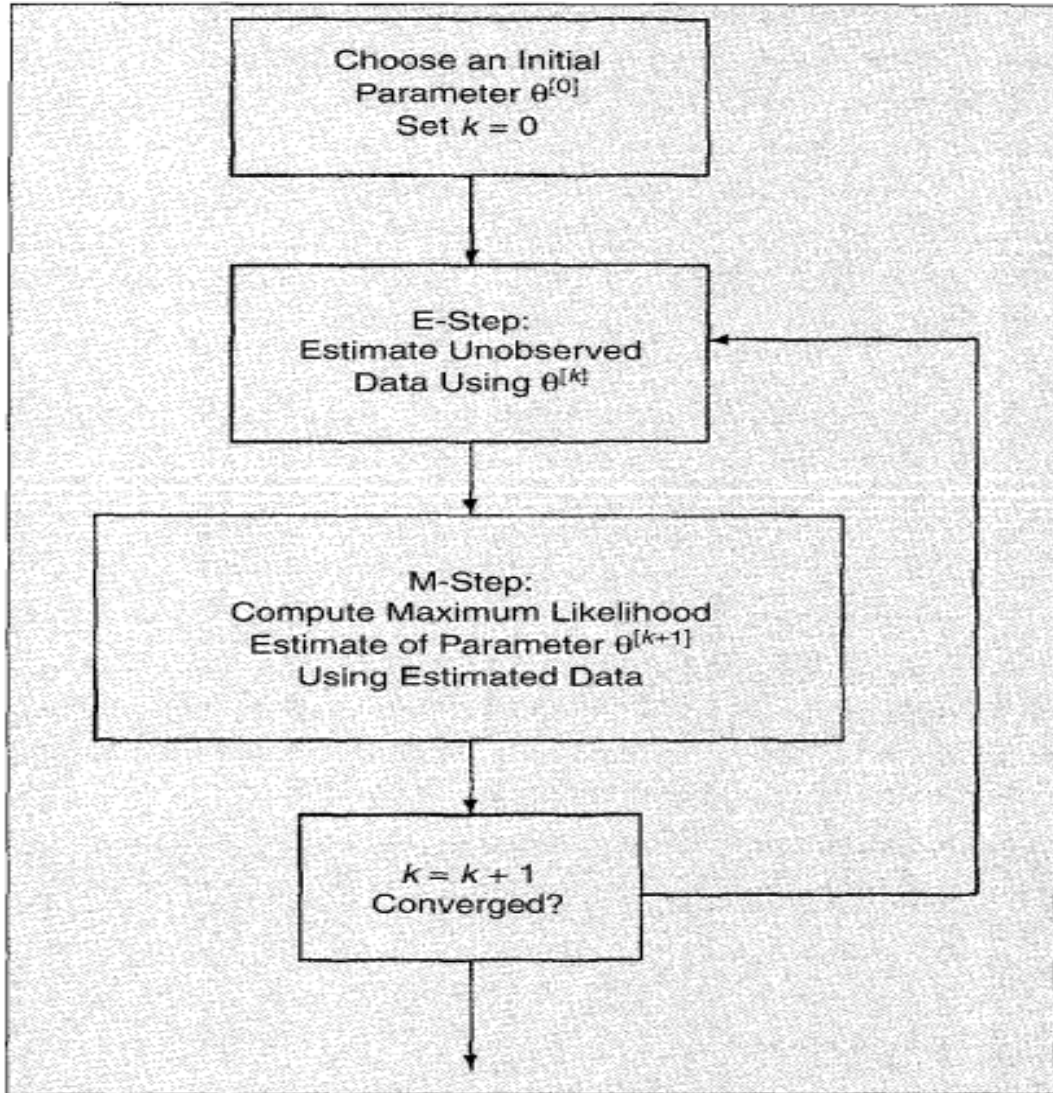 Choose an Initial
Parameter θ^[0]
Set k = 0
E-Step:
Estimate Unobserved
Data Using θ^[k]
M-Step:
Compute Maximum Likelihood
Estimate of Parameter θ^[k+1]
Using Estimated Data
k = k + 1
Converged?